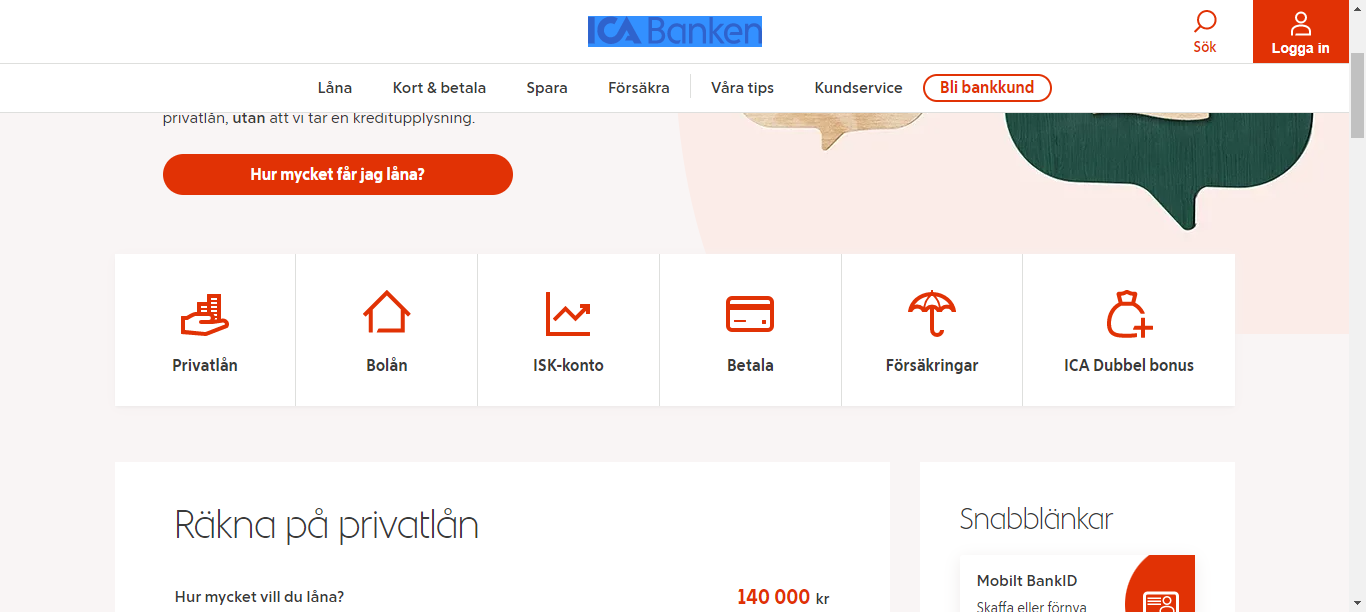 ICA Banken
Sök
Logga in
Låna Kort & betala Spara Försäkra Våra tips Kundservice Bli bankkund
privatlån, utan att vi tar en kreditupplysning.
Hur mycket får jag låna?
Privatlån Bolån ISK-konto Betala Försäkringar ICA Dubbel bonus
Räkna på privatlån
Hur mycket vill du låna? 140 000 kr
Snabblänkar
Mobilt BankID
Skaffa eller förnya